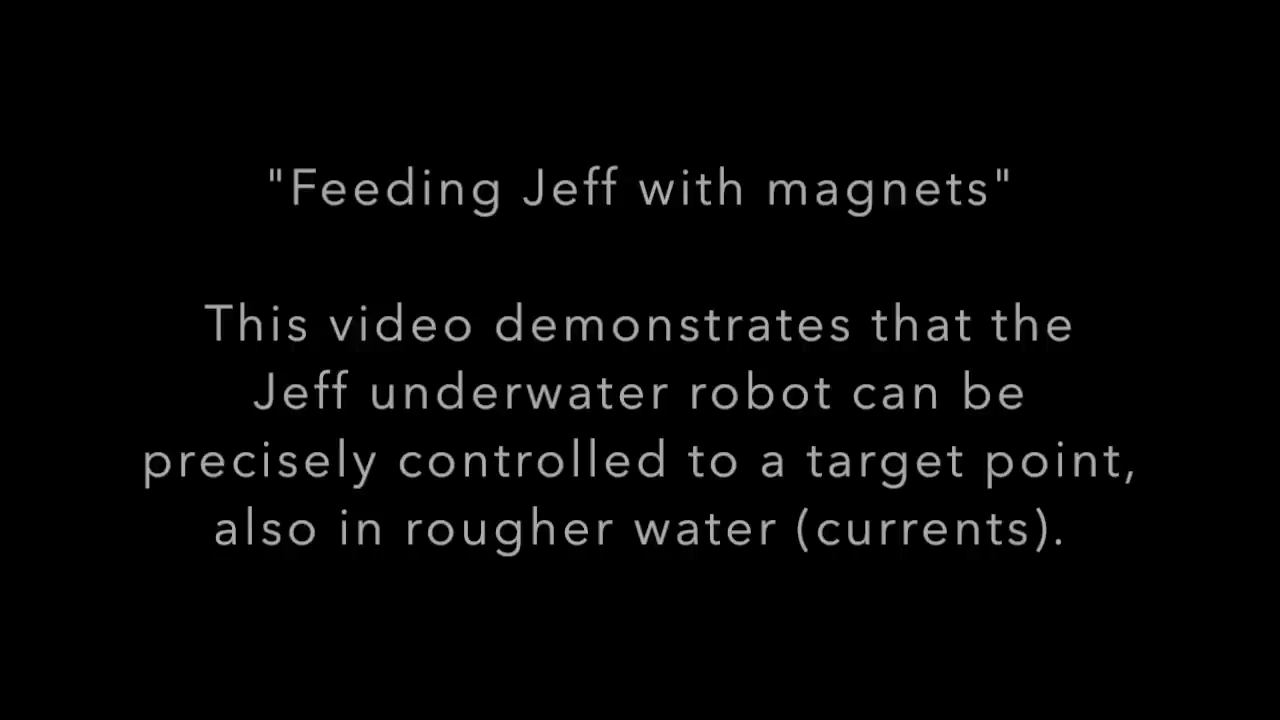 "Feeding Jeff with magnets"
This video demonstrates that the
Jeff underwater robot can be
precisely controlled to a target point,
also in rougher water (currents).